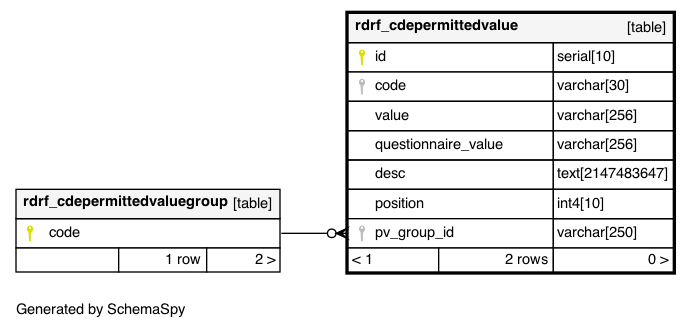 rdrf_cdepermittedvalue [table]
id serial[10]
code varchar[30]
value varchar[256]
questionnaire_value varchar[256]
desc text[2147483647]
position int4[10]
pv_group_id varchar[250]
< 1 2 rows 0 >
rdrf_cdepermittedvaluegroup [table]
code
1 row 2 >
Generated by SchemaSpy